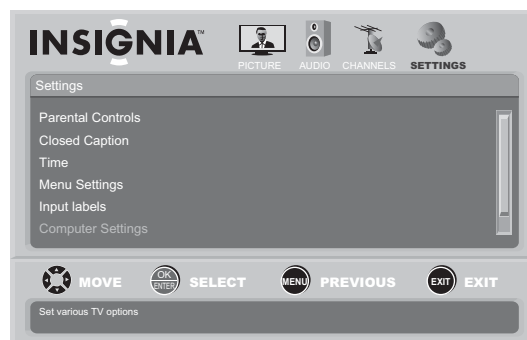 INSIGNIA™
PICTURE AUDIO CHANNELS SETTINGS
Settings
Parental Controls
Closed Caption
Time
Menu Settings
Input labels
Computer Settings
MOVE OK ENTER SELECT MENU PREVIOUS EXIT EXIT
Set various TV options